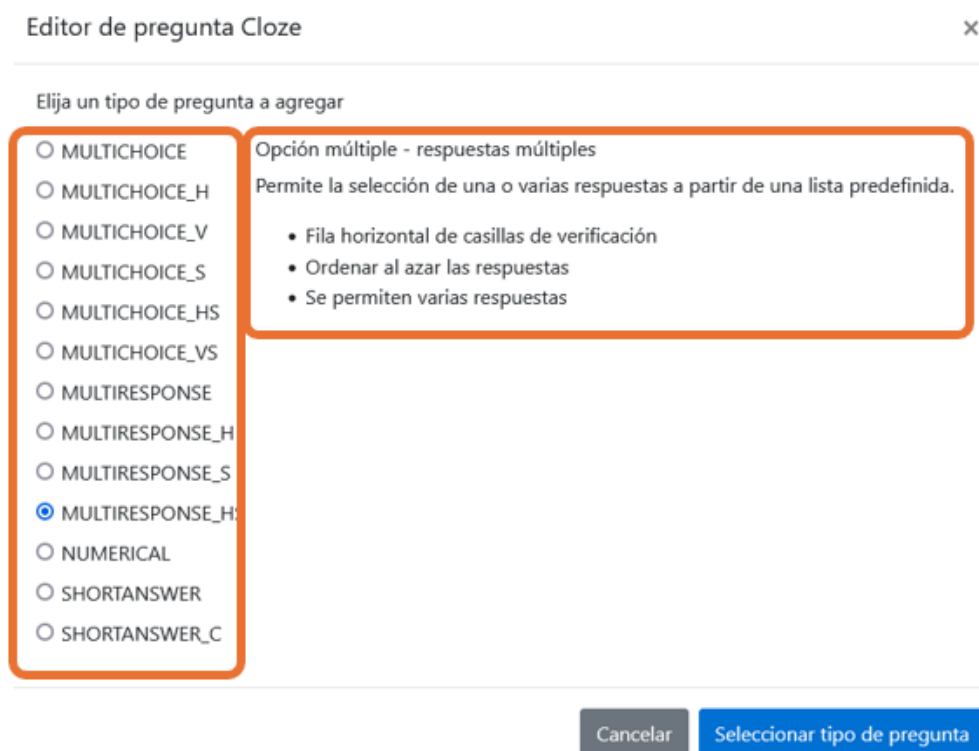 Editor de pregunta Cloze
×
Elija un tipo de pregunta a agregar
MULTICHOICE
MULTICHOICE_H
MULTICHOICE_V
MULTICHOICE_S
MULTICHOICE_HS
MULTICHOICE_VS
MULTIRESPONSE
MULTIRESPONSE_H
MULTIRESPONSE_S
MULTIRESPONSE_HS
NUMERICAL
SHORTANSWER
SHORTANSWER_C
Opción múltiple - respuestas múltiples
Permite la selección de una o varias respuestas a partir de una lista predefinida.
• Fila horizontal de casillas de verificación
• Ordenar al azar las respuestas
• Se permiten varias respuestas
Cancelar
Seleccionar tipo de pregunta